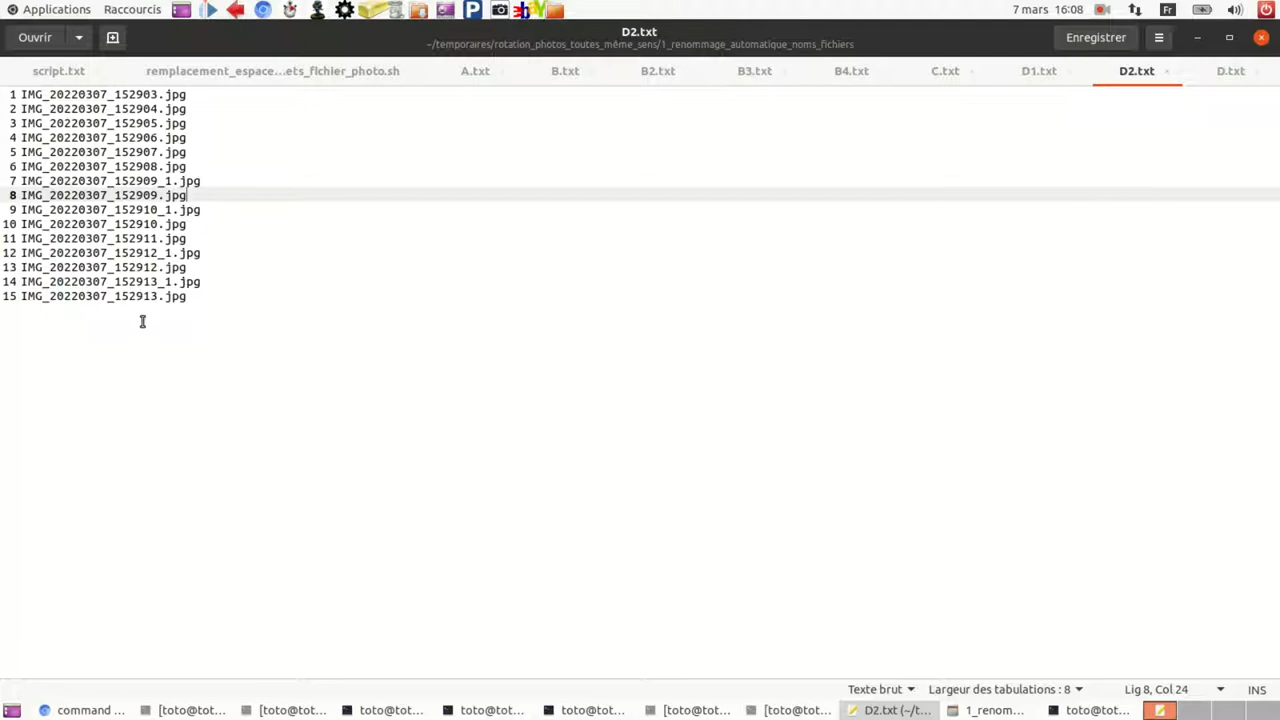 Applications Raccourcis 7 mars 16:08 Fr
Ouvrir D2.txt Enregistrer
~/temporaires/rotation_photos_toutes_même_sens/1_renommage_automatique_noms_fichiers
script.txt remplacement_espace...ets_fichier_photo.sh A.txt B.txt B2.txt B3.txt B4.txt C.txt D1.txt D2.txt D.txt
1 IMG_20220307_152903.jpg
2 IMG_20220307_152904.jpg
3 IMG_20220307_152905.jpg
4 IMG_20220307_152906.jpg
5 IMG_20220307_152907.jpg
6 IMG_20220307_152908.jpg
7 IMG_20220307_152909_1.jpg
8 IMG_20220307_152909.jpg
9 IMG_20220307_152910_1.jpg
10 IMG_20220307_152910.jpg
11 IMG_20220307_152911.jpg
12 IMG_20220307_152912_1.jpg
13 IMG_20220307_152912.jpg
14 IMG_20220307_152913_1.jpg
15 IMG_20220307_152913.jpg
Texte brut Largeur des tabulations : 8 Lig 8, Col 24 INS
command ... [toto@tot... [toto@tot... toto@tot... toto@tot... toto@tot... [toto@tot... [toto@tot... D2.txt (~/t... 1_renom... toto@tot...